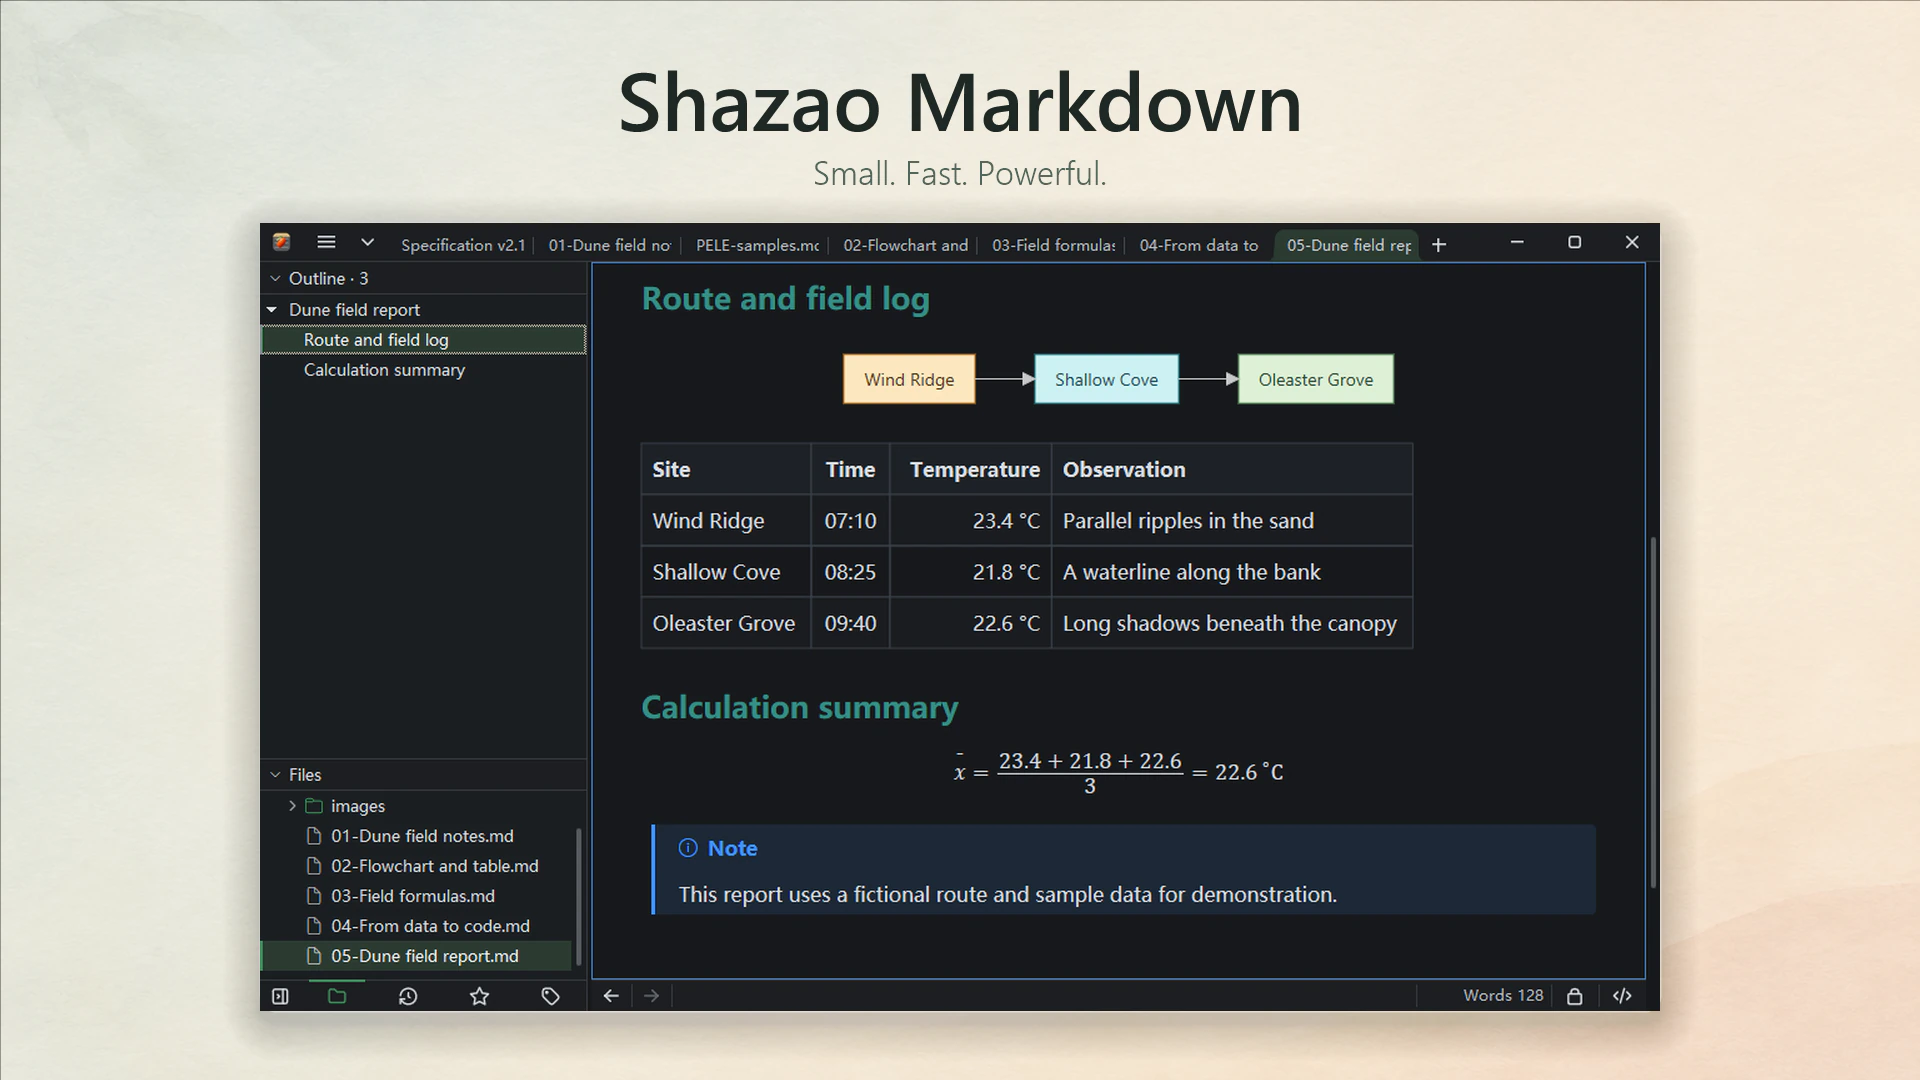 Shazao Markdown
Small. Fast. Powerful.
Specification v2.1 01-Dune field no PELE-samples.mc 02-Flowchart and 03-Field formulas 04-From data to 05-Dune field rep
Outline · 3
Dune field report
Route and field log
Calculation summary
Files
images
01-Dune field notes.md
02-Flowchart and table.md
03-Field formulas.md
04-From data to code.md
05-Dune field report.md
Route and field log
Wind Ridge Shallow Cove Oleaster Grove
Site Time Temperature Observation
Wind Ridge 07:10 23.4 °C Parallel ripples in the sand
Shallow Cove 08:25 21.8 °C A waterline along the bank
Oleaster Grove 09:40 22.6 °C Long shadows beneath the canopy
Calculation summary
x̄ = (23.4 + 21.8 + 22.6)/3 = 22.6 °C
Note
This report uses a fictional route and sample data for demonstration.
Words 128